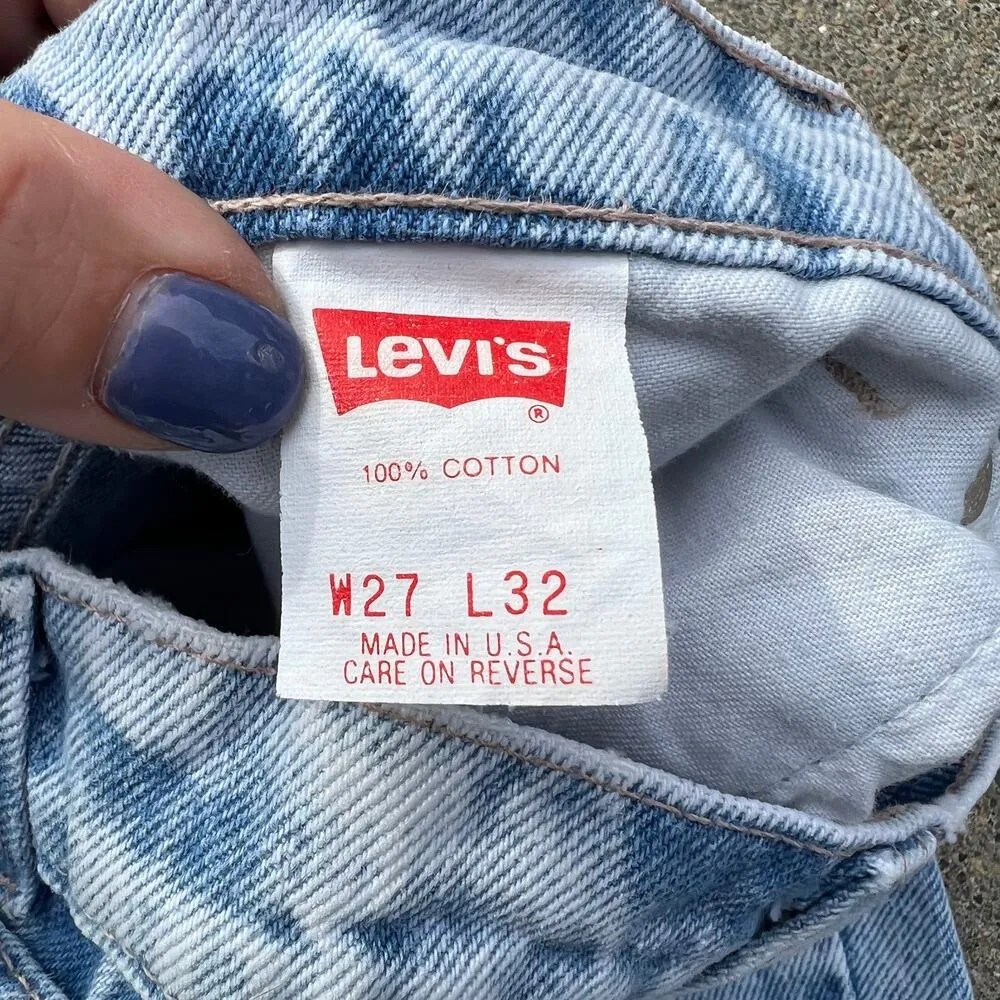 Levi's
®
100% COTTON
W27 L32
MADE IN U.S.A.
CARE ON REVERSE